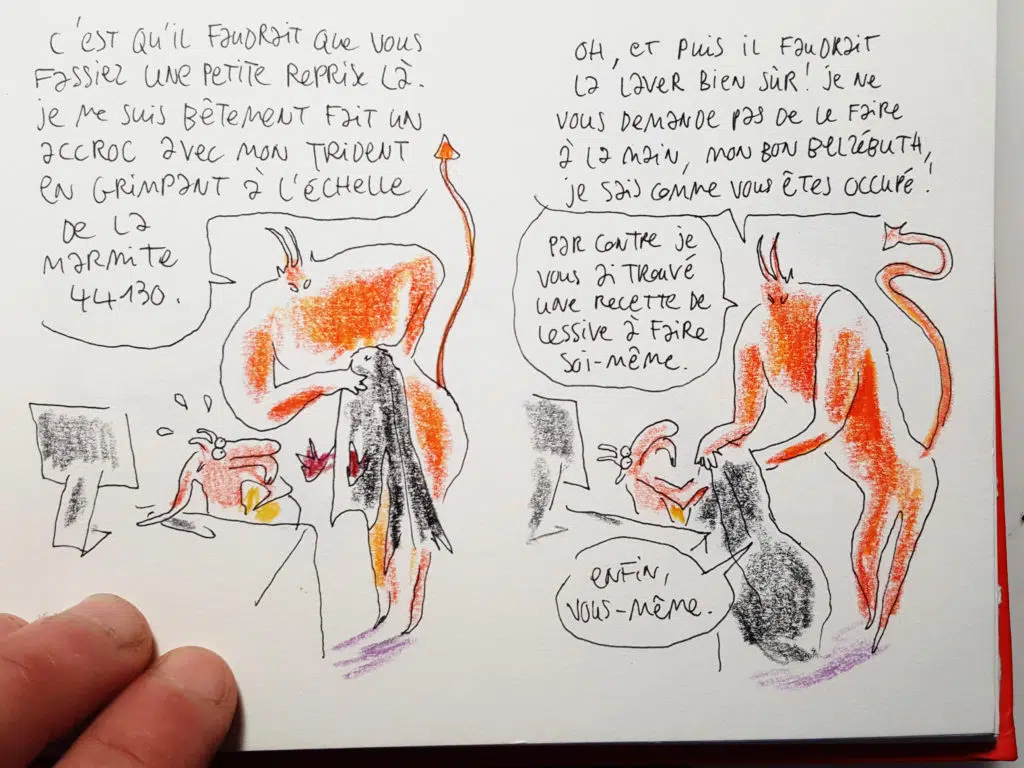 C'EST QU'IL FAUDRAIT QUE VOUS
FASSIEZ UNE PETITE REPRISE LÀ.
JE ME SUIS BÊTEMENT FAIT UN
ACCROC AVEC MON TRIDENT
EN GRIMPANT À L'ÉCHELLE
DE LA
MARMITE
44130.
OH, ET PUIS IL FAUDRAIT
LA LAVER BIEN SÛR! JE NE
VOUS DEMANDE PAS DE LE FAIRE
À LA MAIN, MON BON BELZÉBUTH,
JE SAIS COMME VOUS ÊTES OCCUPÉ!
PAR CONTRE JE
VOUS AI TROUVÉ
UNE RECETTE DE
LESSIVE À FAIRE
SOI-MÊME.
ENFIN,
VOUS-MÊME.